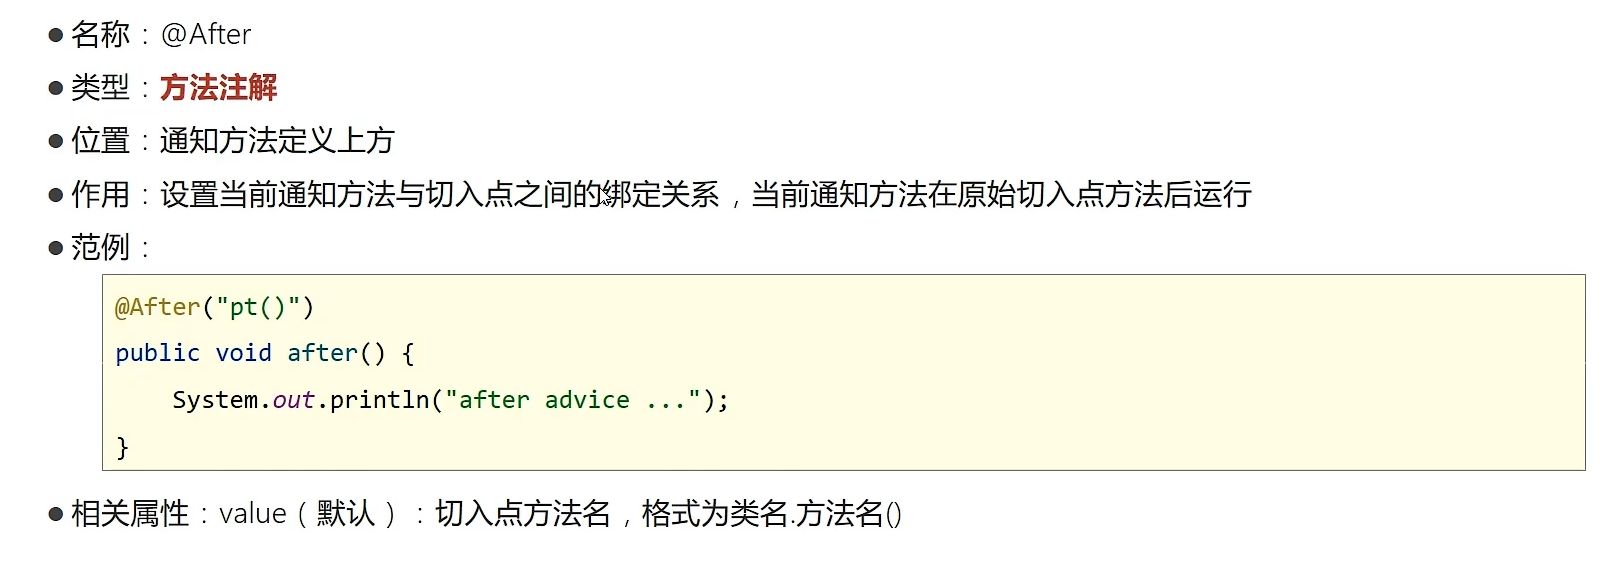 ● 名称：@After
● 类型：方法注解
● 位置：通知方法定义上方
● 作用：设置当前通知方法与切入点之间的绑定关系，当前通知方法在原始切入点方法后运行
● 范例：
@After("pt()")
public void after() {
    System.out.println("after advice ...");
}
● 相关属性：value（默认）：切入点方法名，格式为类名.方法名()